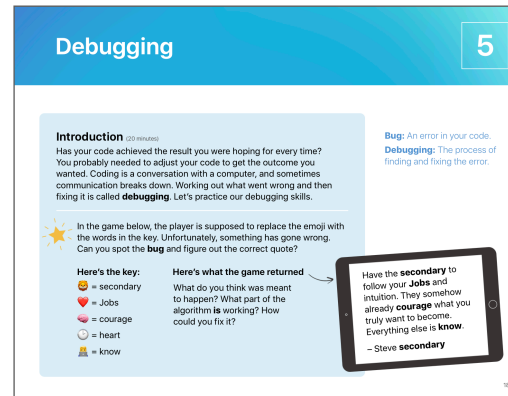 Debugging
5
Introduction (20 minutes)
Has your code achieved the result you were hoping for every time?
You probably needed to adjust your code to get the outcome you
wanted. Coding is a conversation with a computer, and sometimes
communication breaks down. Working out what went wrong and then
fixing it is called debugging. Let's practice our debugging skills.
Bug: An error in your code.
Debugging: The process of
finding and fixing the error.
In the game below, the player is supposed to replace the emoji with
the words in the key. Unfortunately, something has gone wrong.
Can you spot the bug and figure out the correct quote?
Here's the key:
🦁 = secondary
❤️ = Jobs
🧠 = courage
🕐 = heart
= know
Here's what the game returned
What do you think was meant
to happen? What part of the
algorithm is working? How
could you fix it?
Have the secondary to
follow your Jobs and
intuition. They somehow
already courage what you
truly want to become.
Everything else is know.
– Steve secondary